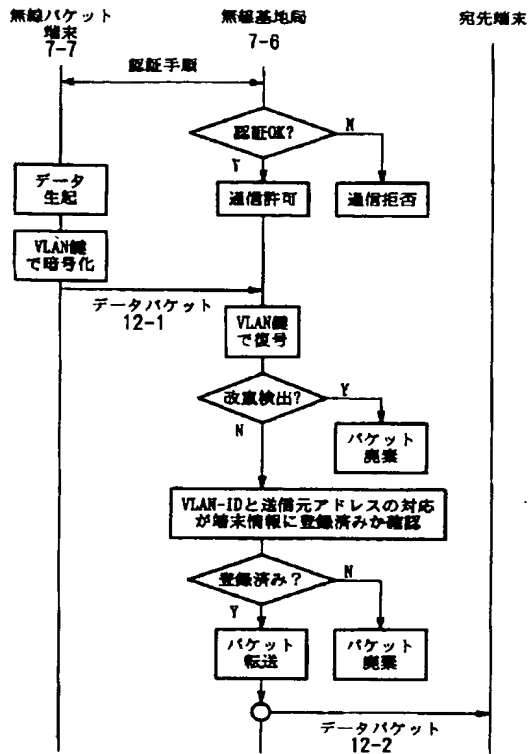 無線パケット
端末
7-7
無線基地局
7-6
宛先端末
認証手順
認証OK?
N
Y
データ
生起
通信許可
通信拒否
VLAN鍵
で暗号化
データパケット
12-1
VLAN鍵
で復号
改竄検出?
Y
N
パケット
廃棄
VLAN-IDと送信元アドレスの対応
が端末情報に登録済みか確認
登録済み?
N
Y
パケット
転送
パケット
廃棄
データパケット
12-2